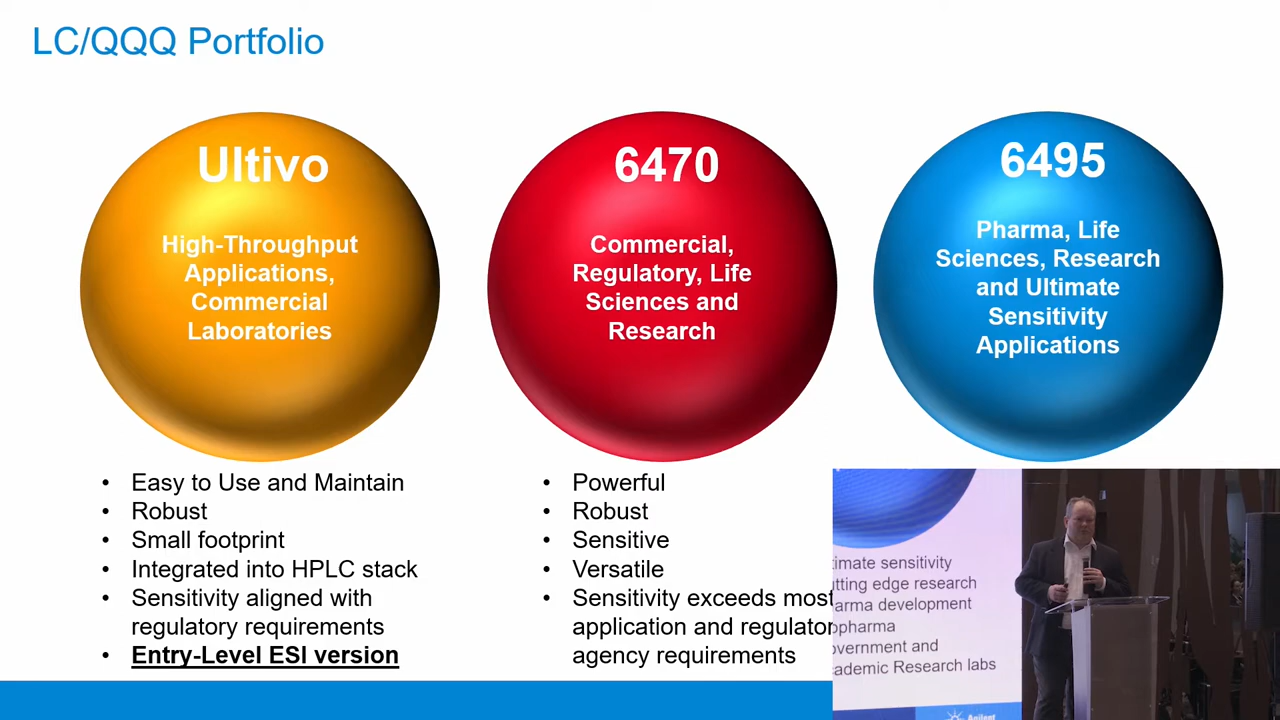 LC/QQQ Portfolio
Ultivo
High-Throughput
Applications,
Commercial
Laboratories
6470
Commercial,
Regulatory, Life
Sciences and
Research
6495
Pharma, Life
Sciences, Research
and Ultimate
Sensitivity
Applications
• Easy to Use and Maintain
• Robust
• Small footprint
• Integrated into HPLC stack
• Sensitivity aligned with
regulatory requirements
• Entry-Level ESI version
• Powerful
• Robust
• Sensitive
• Versatile
• Sensitivity exceeds most
application and regulator
agency requirements
timate sensitivity
utting edge research
arma development
opharma
overnment and
ademic Research labs
Agilent